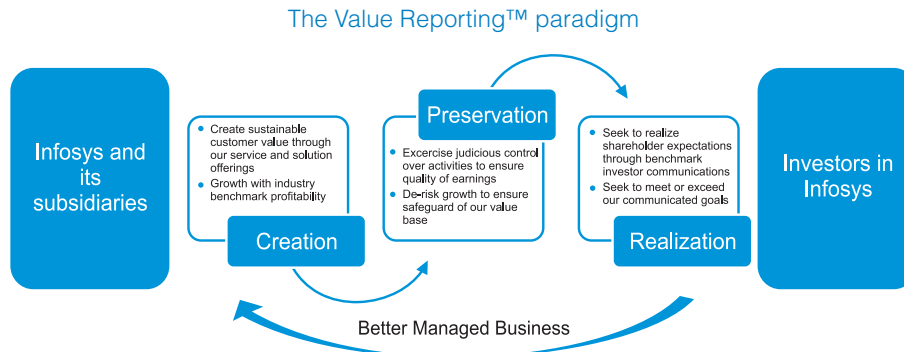 The Value Reporting™ paradigm
Infosys and
its
subsidiaries
Create sustainable
customer value through
our service and solution
offerings
Growth with industry
benchmark profitability
Creation
Preservation
Excercise judicious control
over activities to ensure
quality of earnings
De-risk growth to ensure
safeguard of our value
base
Seek to realize
shareholder expectations
through benchmark
investor communications
Seek to meet or exceed
our communicated goals
Realization
Investors in
Infosys
Better Managed Business